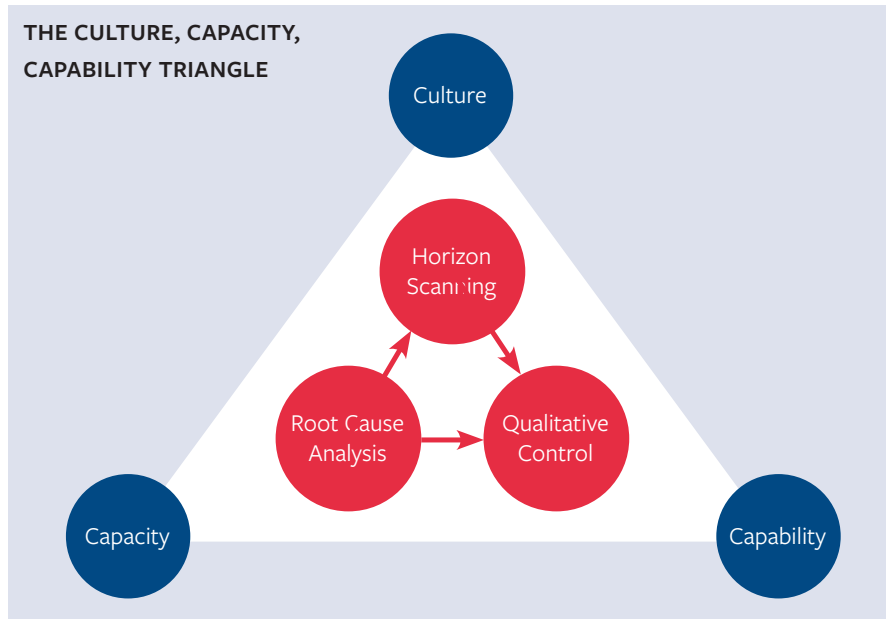 THE CULTURE, CAPACITY,
CAPABILITY TRIANGLE
Culture
Horizon
Scanning
Root Cause
Analysis
Qualitative
Control
Capacity
Capability